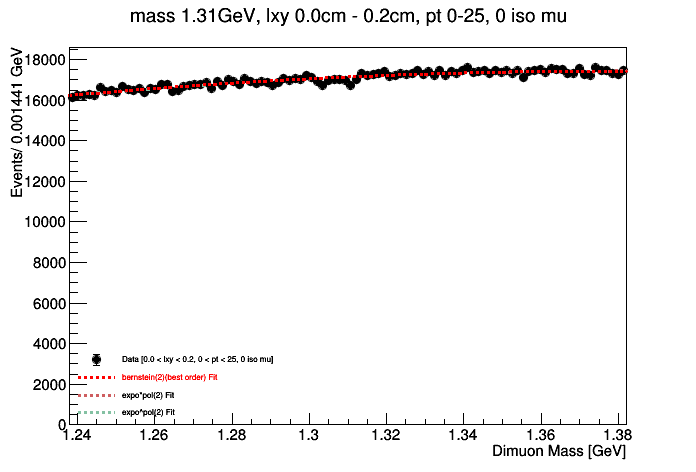 mass 1.31GeV, lxy 0.0cm - 0.2cm, pt 0-25, 0 iso mu
Events/ 0.001441 GeV
18000
16000
14000
12000
10000
8000
6000
4000
2000
0
Data [0.0 < lxy < 0.2, 0 < pt < 25, 0 iso mu]
bernstein(2)(best order) Fit
expo*pol(2) Fit
expo^pol(2) Fit
1.24 1.26 1.28 1.3 1.32 1.34 1.36 1.38
Dimuon Mass [GeV]